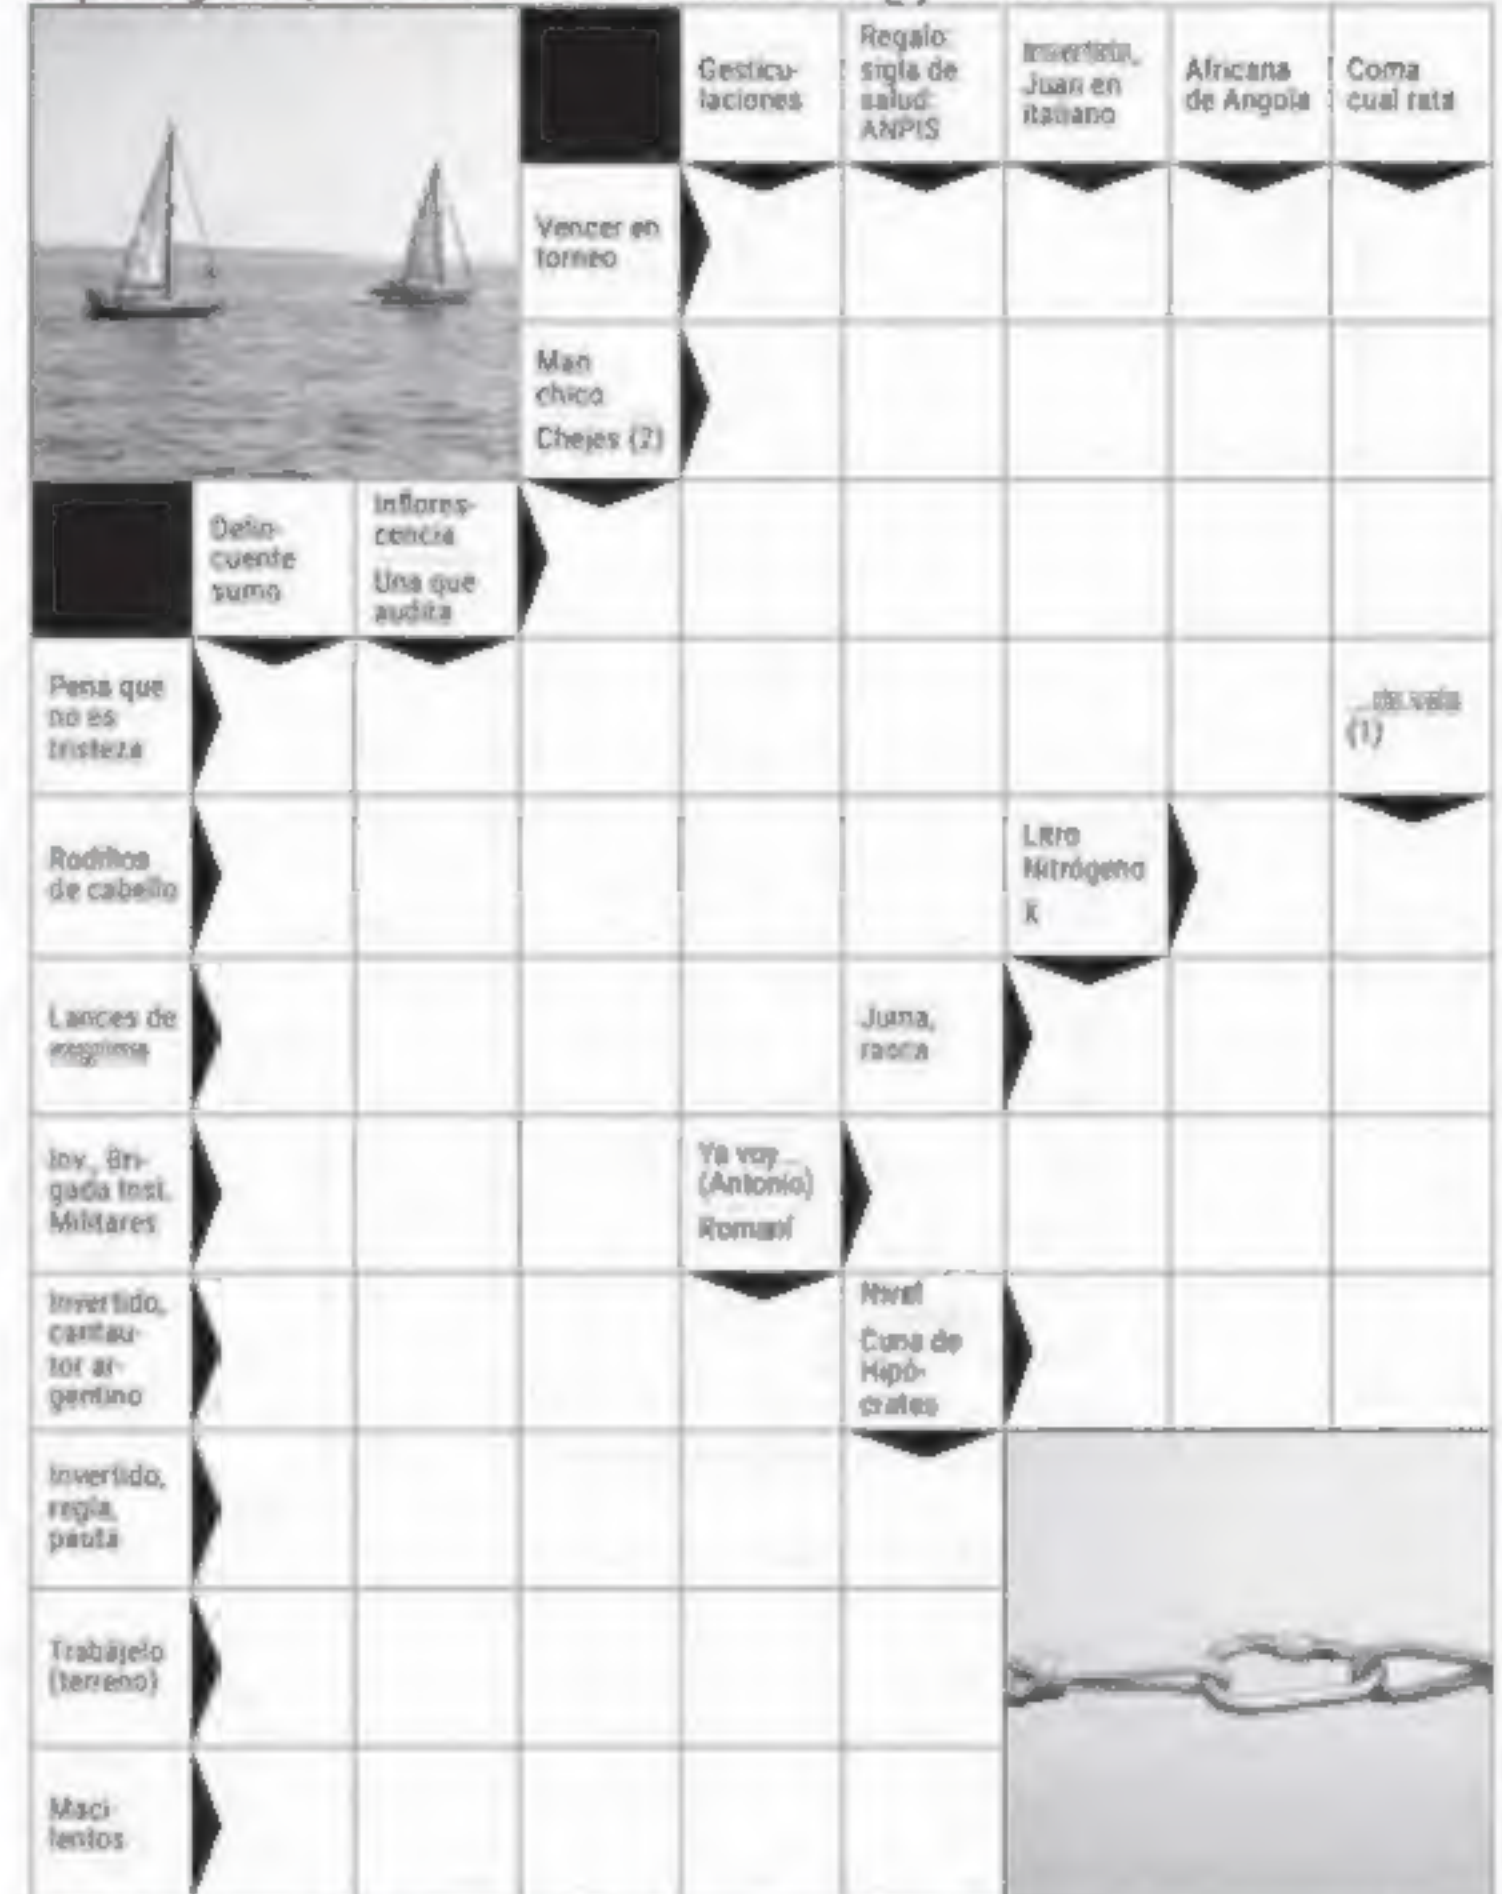 Gesticu-
laciones
Regalo
sigla de
salud:
ANPIS
Juan en
italiano
Africana
de Angola
Coma
cual rata
Vencer en
torneo
Man
chico
Chejes (2)
Delin-
cuente
sumo
Inflores-
cencia
Una que
audita
Pena que
no es
tristeza
(1)
Roditos
de cabello
Litro
Nitrógeno
K
Lances de
Juma,
Inv., Bri-
gada Inst.
Militares
Ya voy...
(Antonio)
Romaní
Invertido,
cantau-
tor ar-
gentino
Nivel
Cuna de
Hipó-
crates
Invertido,
regla,
pauta
Trabájelo
(terreno)
Maci-
lentos